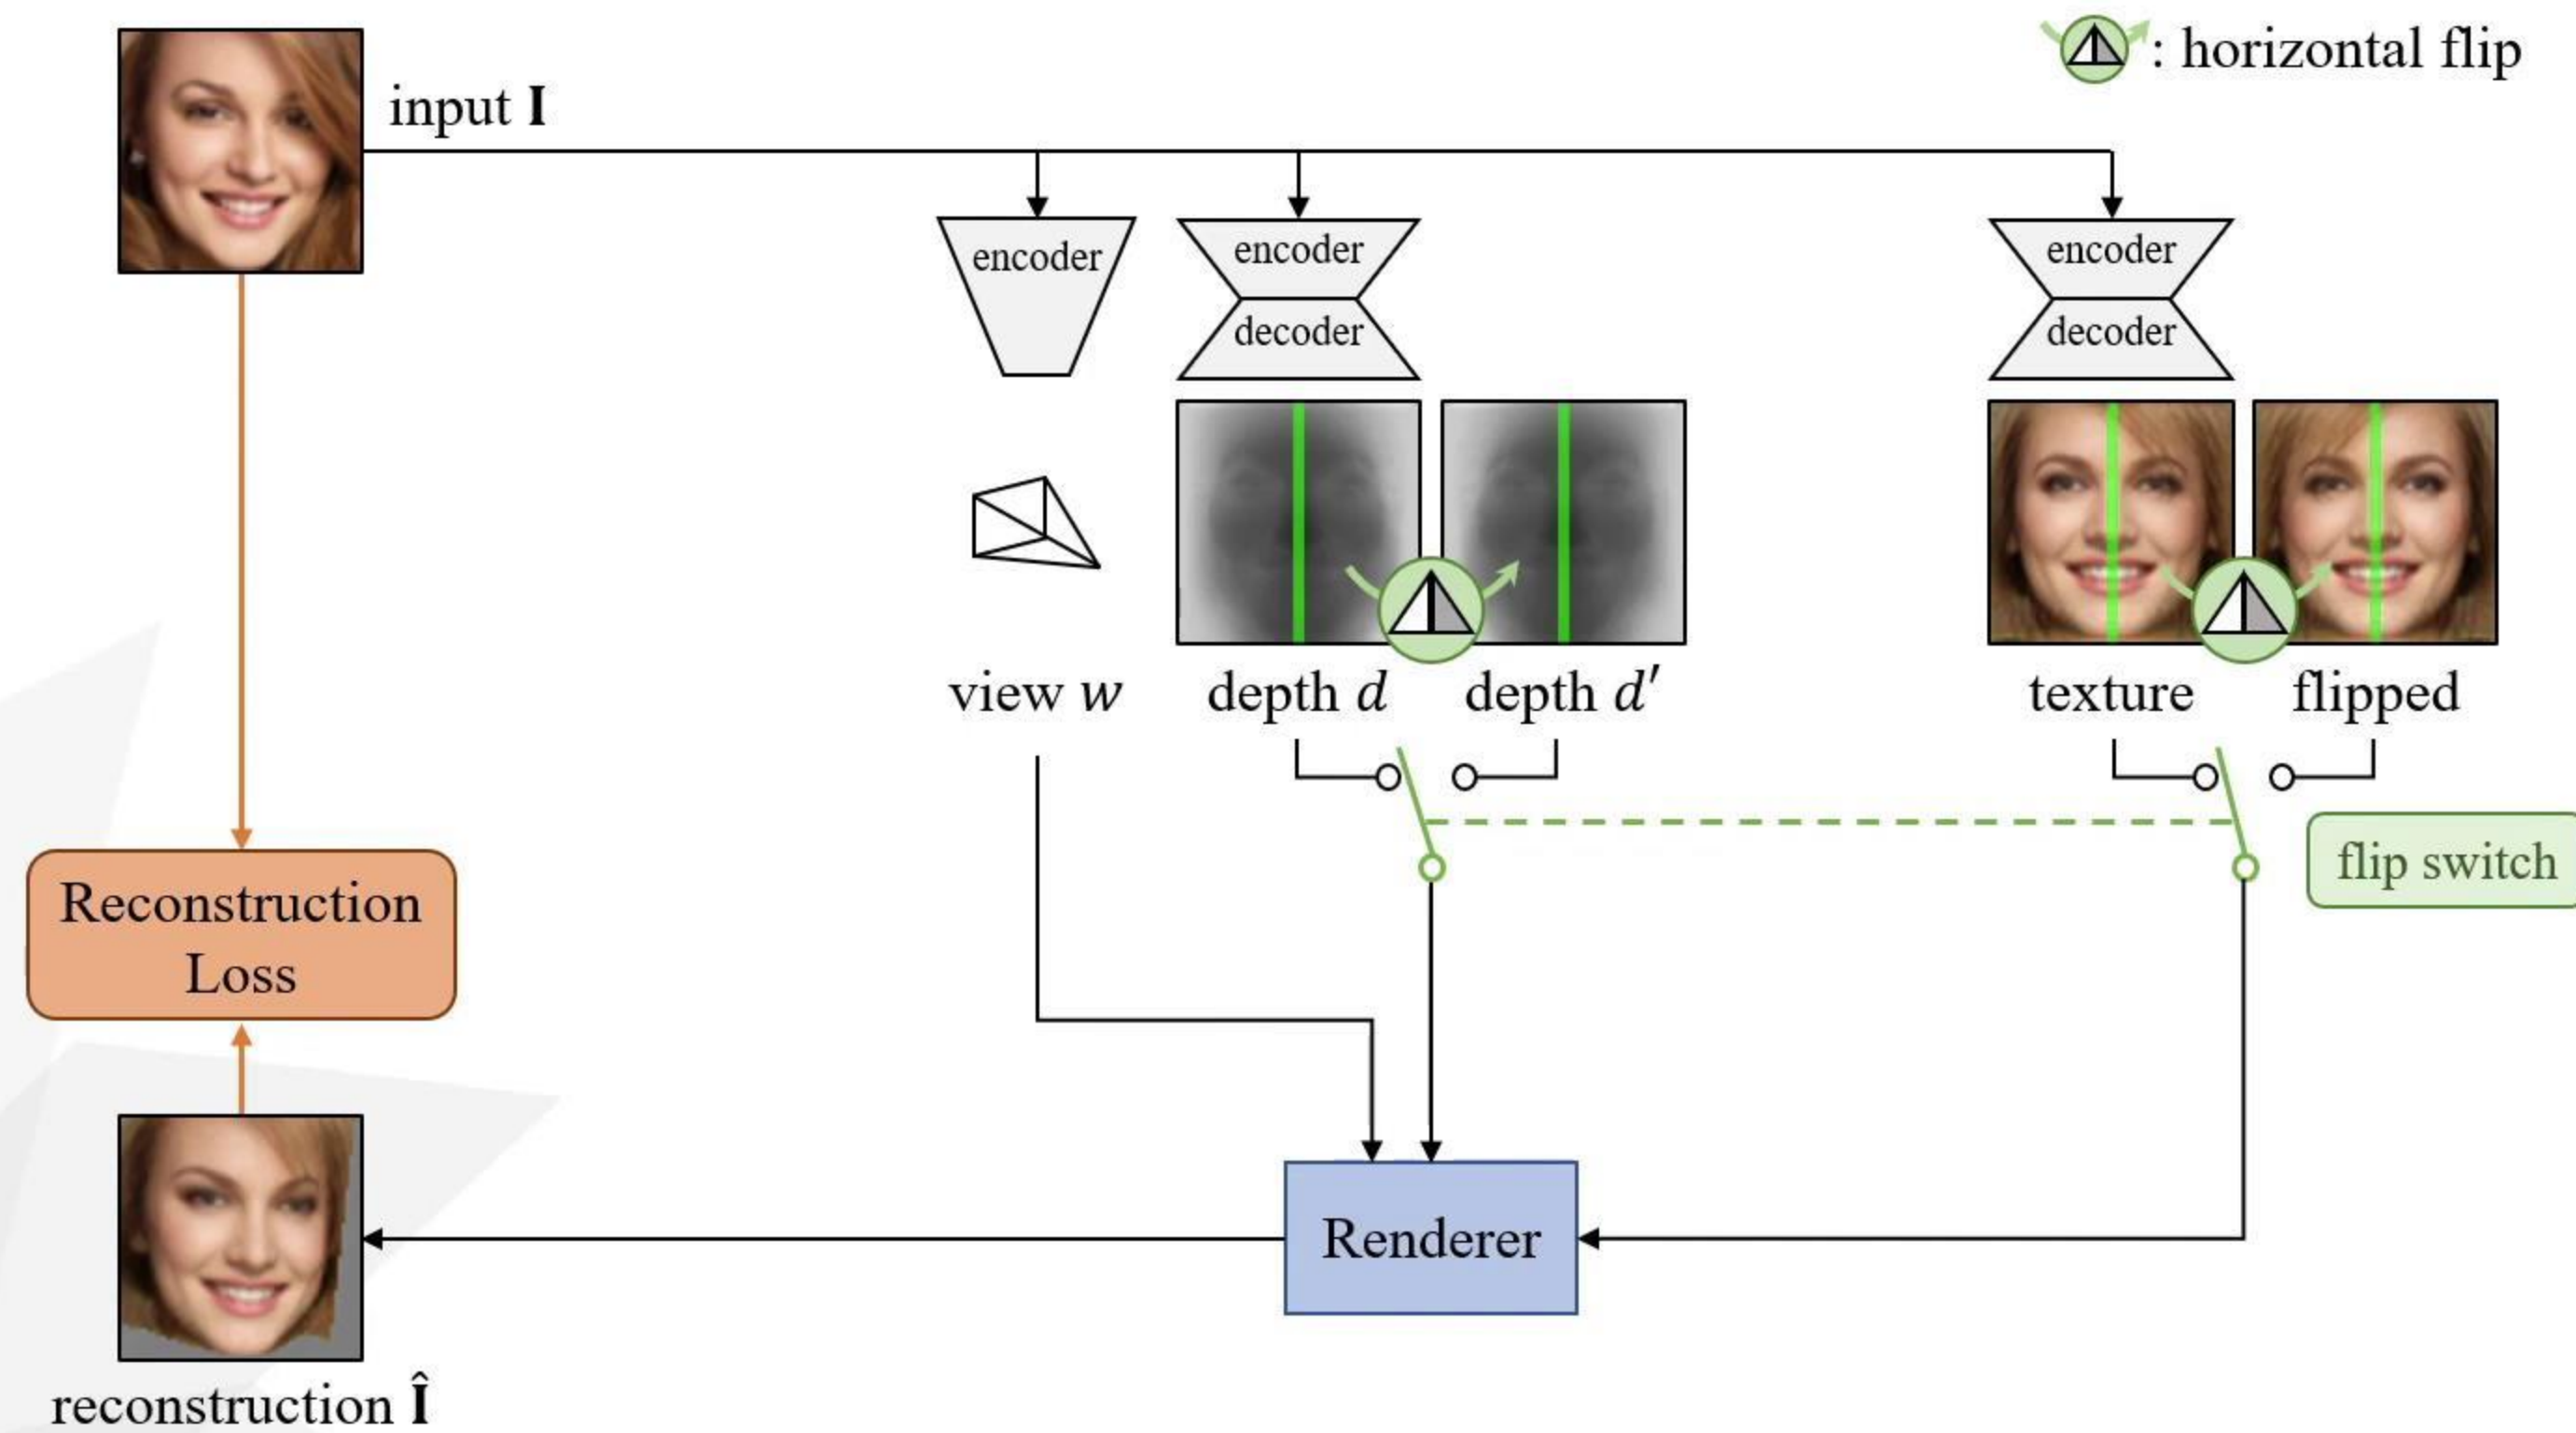 : horizontal flip
input I
encoder
encoder
decoder
encoder
decoder
view w
depth d
depth d′
texture
flipped
flip switch
Reconstruction
Loss
Renderer
reconstruction Î